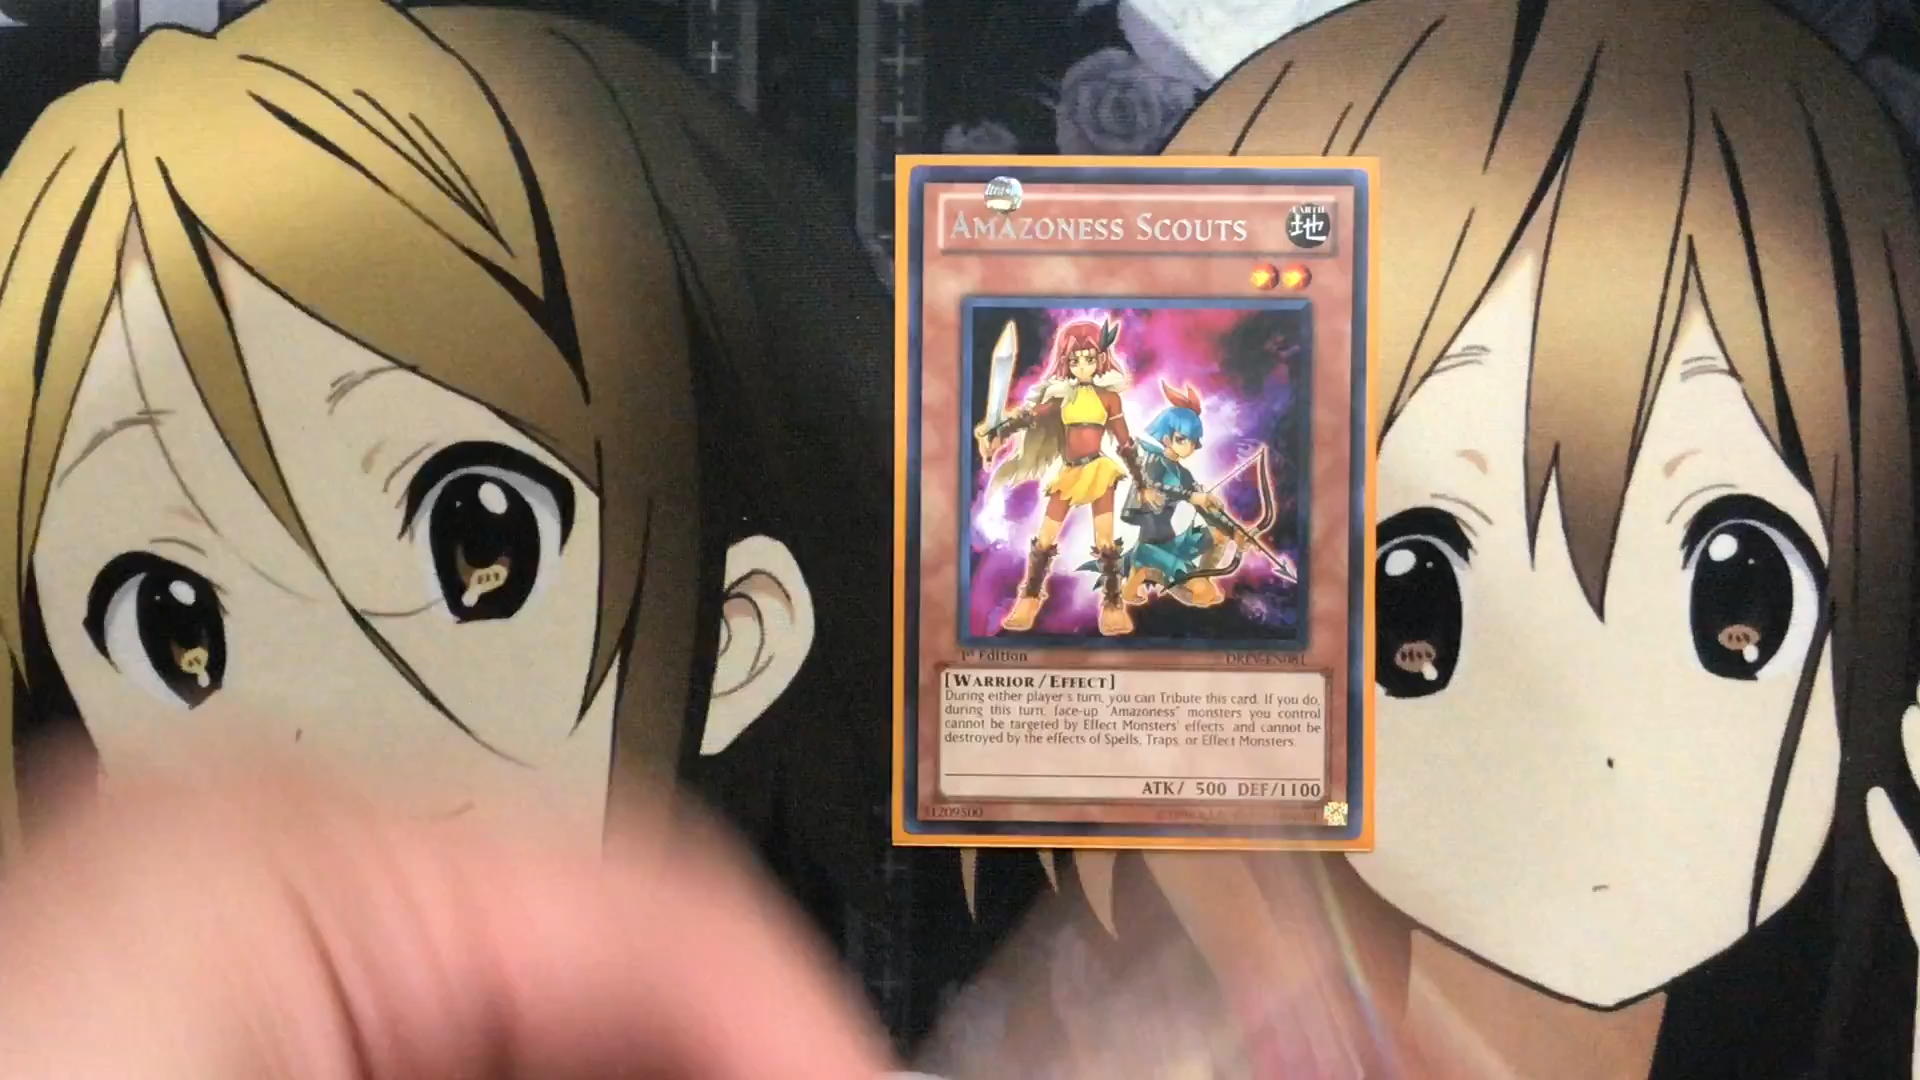 AMAZONESS SCOUTS
EARTH
地
1st Edition
DREV-EN081
[WARRIOR/EFFECT]
During either player's turn, you can Tribute this card. If you do,
during this turn, face-up "Amazoness" monsters you control
cannot be targeted by Effect Monsters' effects, and cannot be
destroyed by the effects of Spells, Traps, or Effect Monsters.
ATK/ 500 DEF/1100